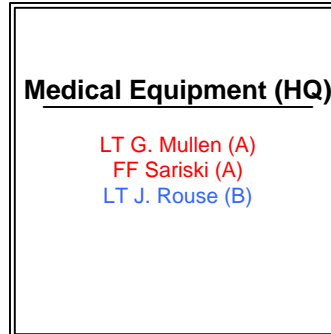 Medical Equipment (HQ)
LT G. Mullen (A)
FF Sariski (A)
LT J. Rouse (B)